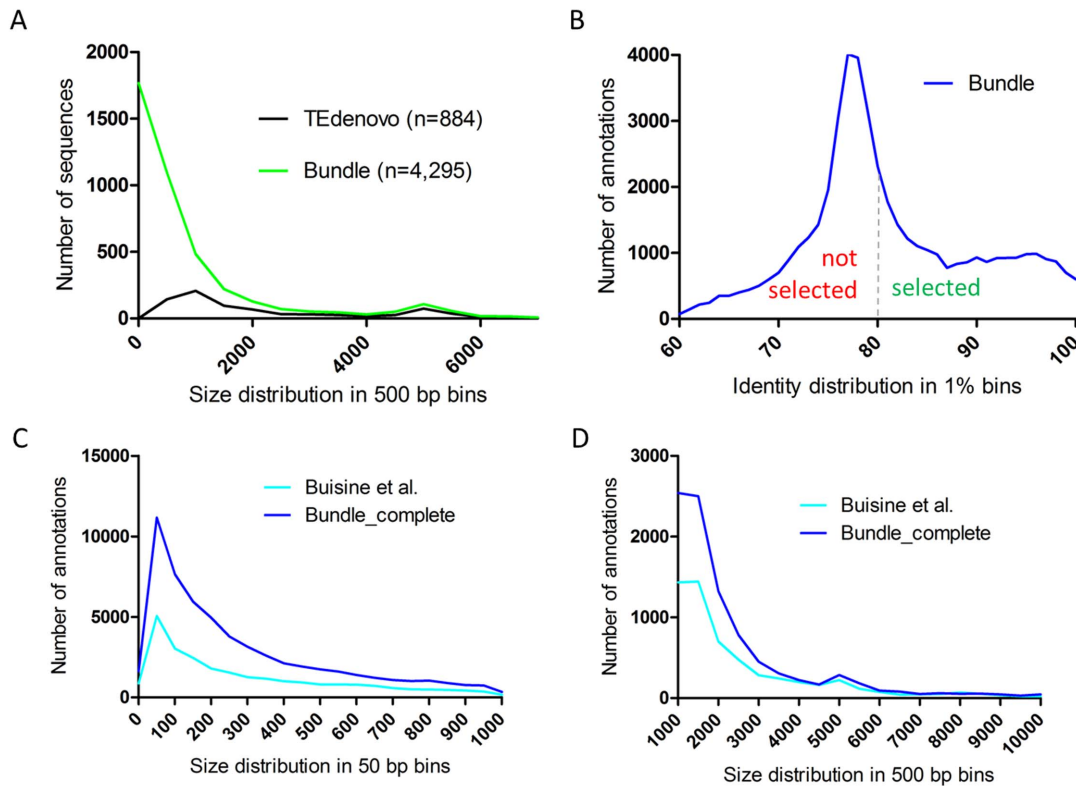 A
2000
1500
1000
500
0
Number of sequences
TEdenovo (n=884)
Bundle (n=4,295)
0
2000
4000
6000
Size distribution in 500 bp bins
B
4000
3000
2000
1000
0
Number of annotations
Bundle
not
selected
selected
60
70
80
90
100
Identity distribution in 1% bins
C
15000
10000
5000
0
Number of annotations
Buisine et al.
Bundle_complete
0
100
200
300
400
500
600
700
800
900
1000
Size distribution in 50 bp bins
D
3000
2000
1000
0
Number of annotations
Buisine et al.
Bundle_complete
1000
2000
3000
4000
5000
6000
7000
8000
9000
10000
Size distribution in 500 bp bins